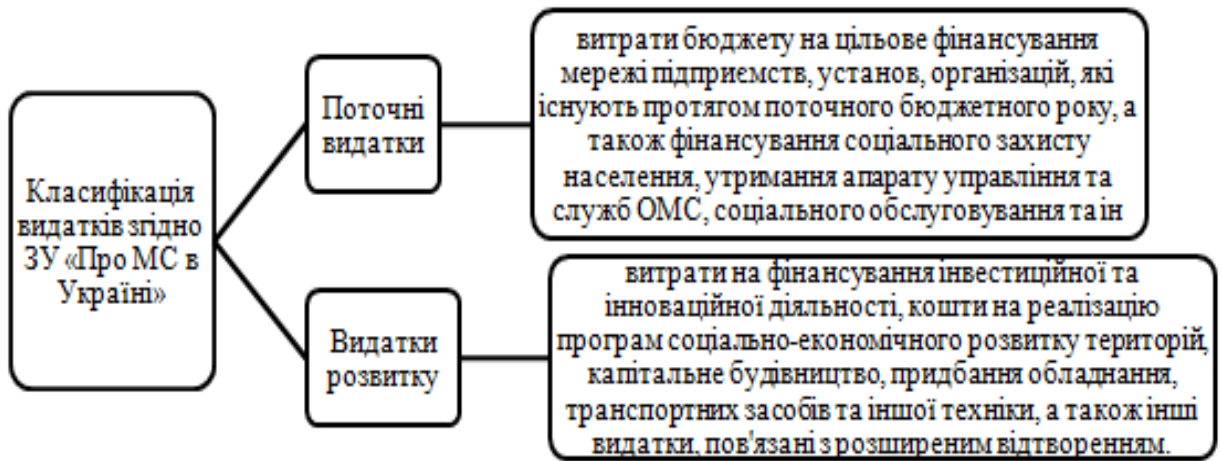 Класифікація
видатків згідно
ЗУ «Про МС в
Україні»
Поточні
видатки
витрати бюджету на цільове фінансування
мережі підприємств, установ, організацій, які
існують протягом поточного бюджетного року, а
також фінансування соціального захисту
населення, утримання апарату управління та
служб ОМС, соціального обслуговування та ін
Видатки
розвитку
витрати на фінансування інвестиційної та
інноваційної діяльності, кошти на реалізацію
програм соціально-економічного розвитку територій,
капітальне будівництво, придбання обладнання,
транспортних засобів та іншої техніки, а також інші
видатки, пов'язані з розширеним відтворенням.